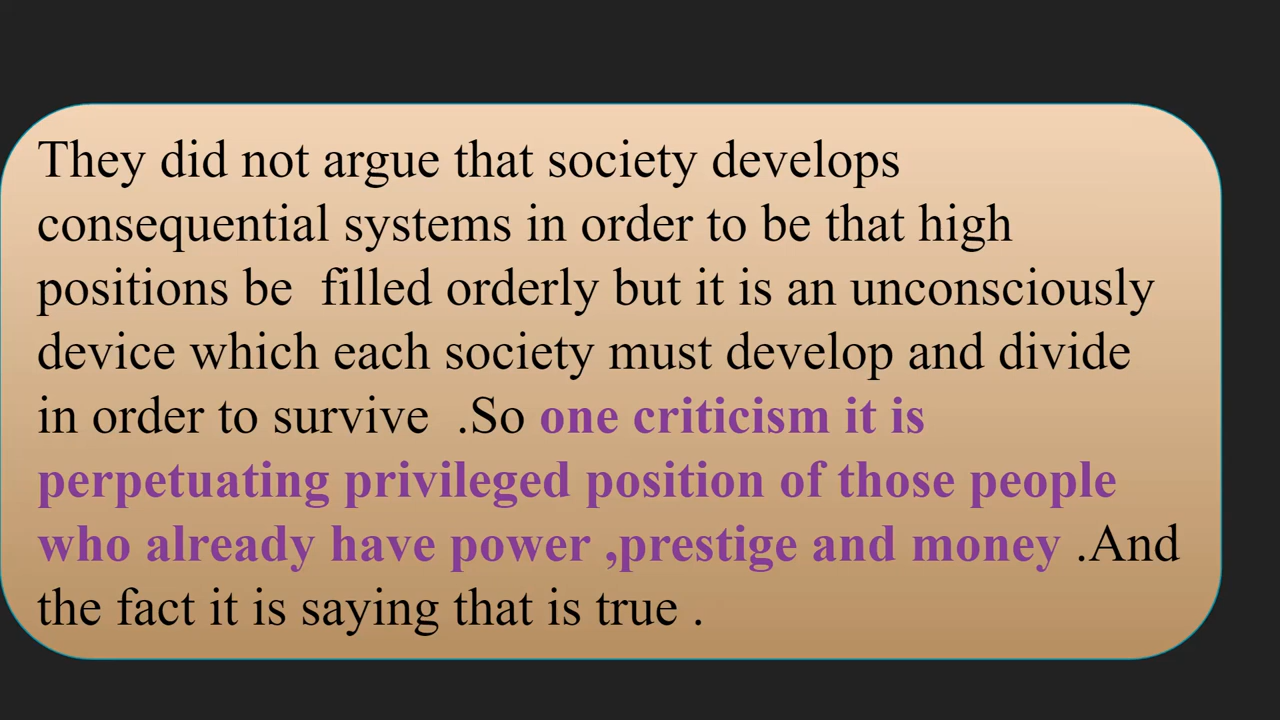 They did not argue that society develops
consequential systems in order to be that high
positions be  filled orderly but it is an unconsciously
device which each society must develop and divide
in order to survive  .So one criticism it is
perpetuating privileged position of those people
who already have power ,prestige and money .And
the fact it is saying that is true .